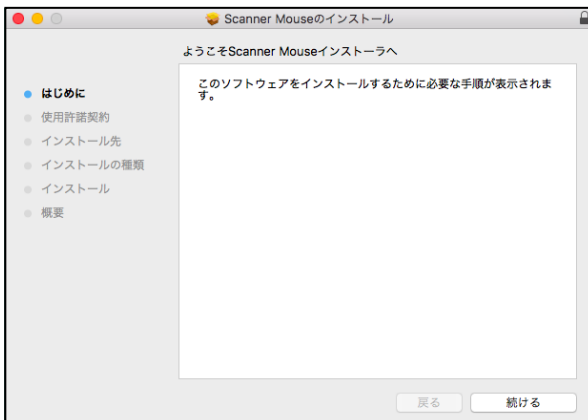 Scanner Mouseのインストール
ようこそScanner Mouseインストーラへ
はじめに
使用許諾契約
インストール先
インストールの種類
インストール
概要
このソフトウェアをインストールするために必要な手順が表示されま
す。
戻る
続ける